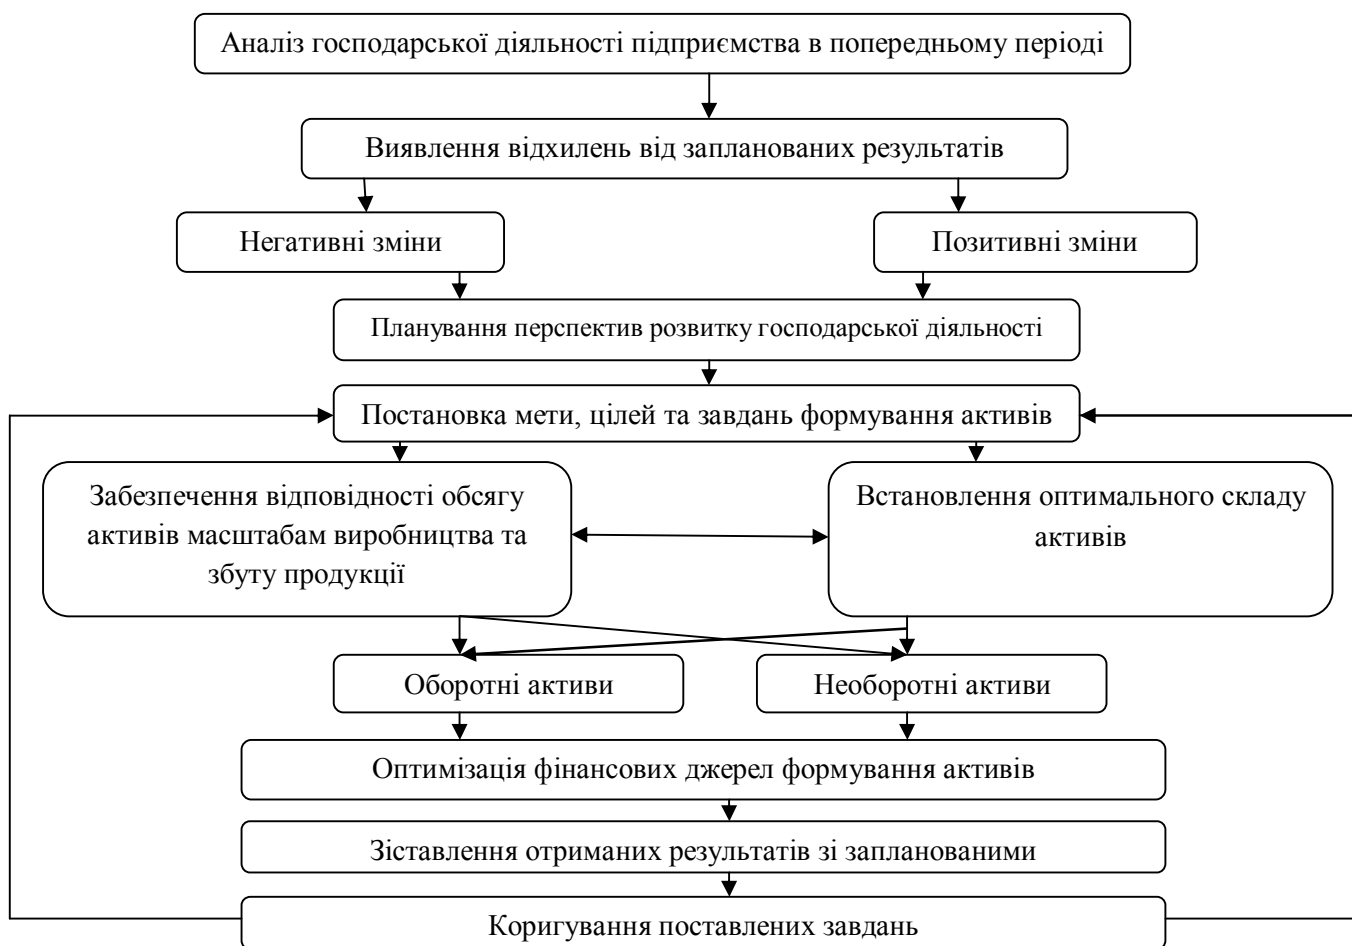 Аналіз господарської діяльності підприємства в попередньому періоді
Виявлення відхилень від запланованих результатів
Негативні зміни
Позитивні зміни
Планування перспектив розвитку господарської діяльності
Постановка мети, цілей та завдань формування активів
Забезпечення відповідності обсягу
активів масштабам виробництва та
збуту продукції
Встановлення оптимального складу
активів
Оборотні активи
Необоротні активи
Оптимізація фінансових джерел формування активів
Зіставлення отриманих результатів зі запланованими
Коригування поставлених завдань